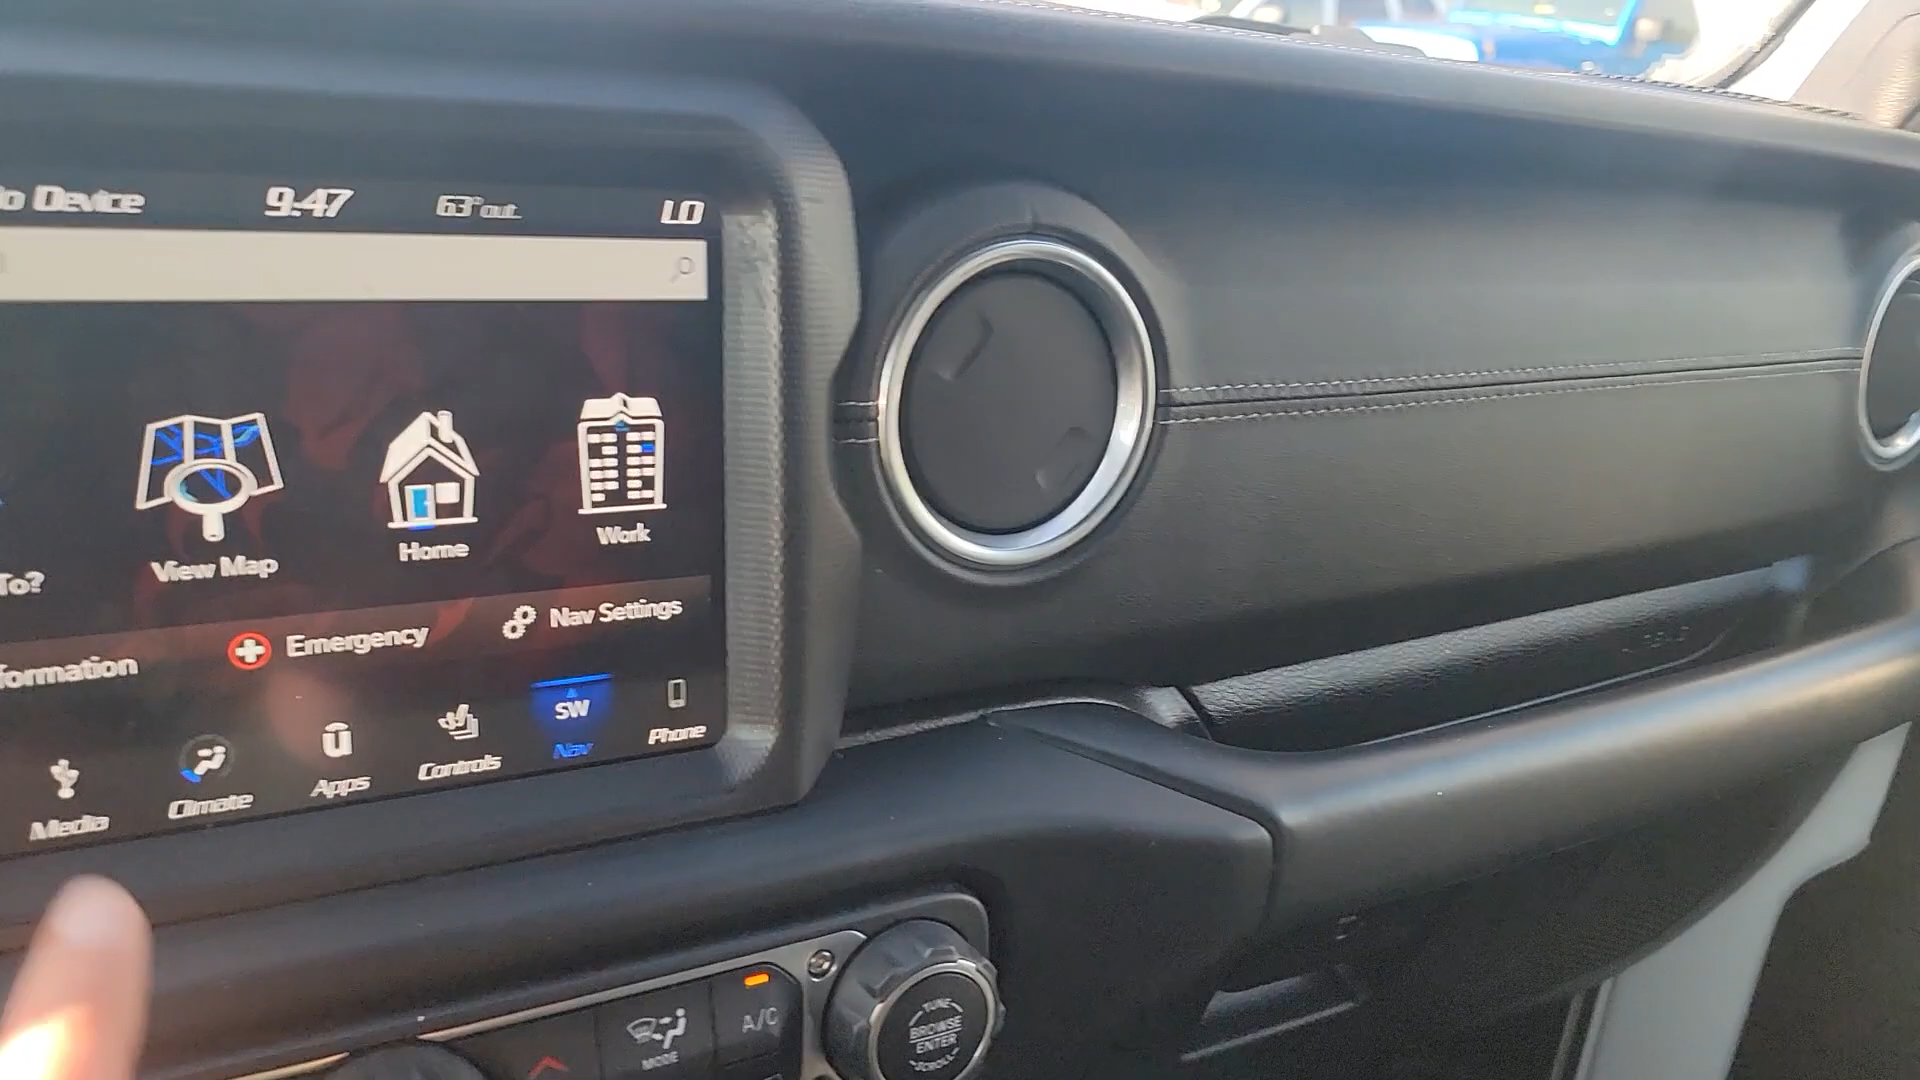 No Device 9:47 63° out LO
To? View Map Home Work
formation Emergency Nav Settings
Media Climate Apps Controls SW Nav Phone
MODE A/C
TUNE
BROWSE
ENTER
SCROLL